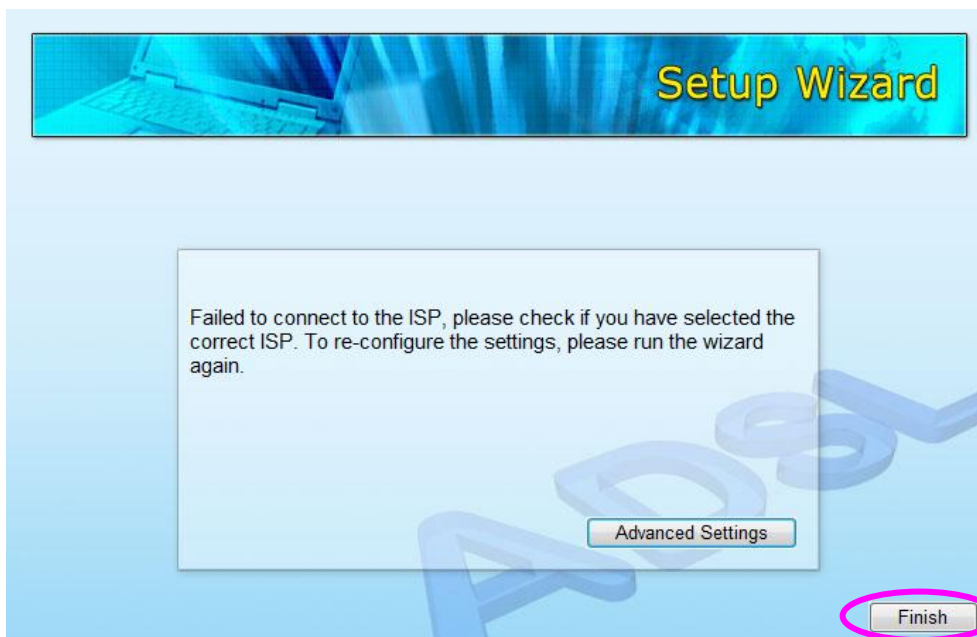 Setup Wizard
Failed to connect to the ISP, please check if you have selected the
correct ISP. To re-configure the settings, please run the wizard
again.
ADSL
Advanced Settings
Finish